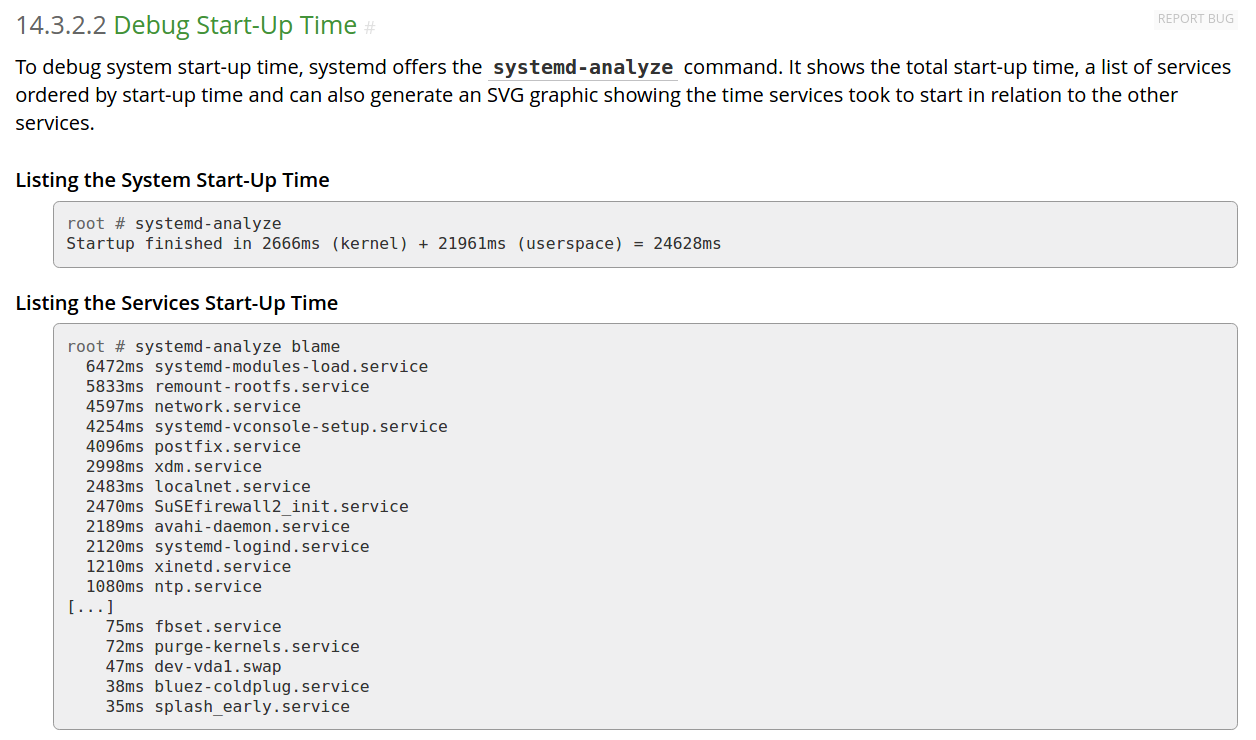 14.3.2.2 Debug Start-Up Time #
REPORT BUG
To debug system start-up time, systemd offers the systemd-analyze command. It shows the total start-up time, a list of services
ordered by start-up time and can also generate an SVG graphic showing the time services took to start in relation to the other
services.
Listing the System Start-Up Time
root # systemd-analyze
Startup finished in 2666ms (kernel) + 21961ms (userspace) = 24628ms
Listing the Services Start-Up Time
root # systemd-analyze blame
6472ms systemd-modules-load.service
5833ms remount-rootfs.service
4597ms network.service
4254ms systemd-vconsole-setup.service
4096ms postfix.service
2998ms xdm.service
2483ms localnet.service
2470ms SuSEfirewall2_init.service
2189ms avahi-daemon.service
2120ms systemd-logind.service
1210ms xinetd.service
1080ms ntp.service
[...]
75ms fbset.service
72ms purge-kernels.service
47ms dev-vda1.swap
38ms bluez-coldplug.service
35ms splash_early.service